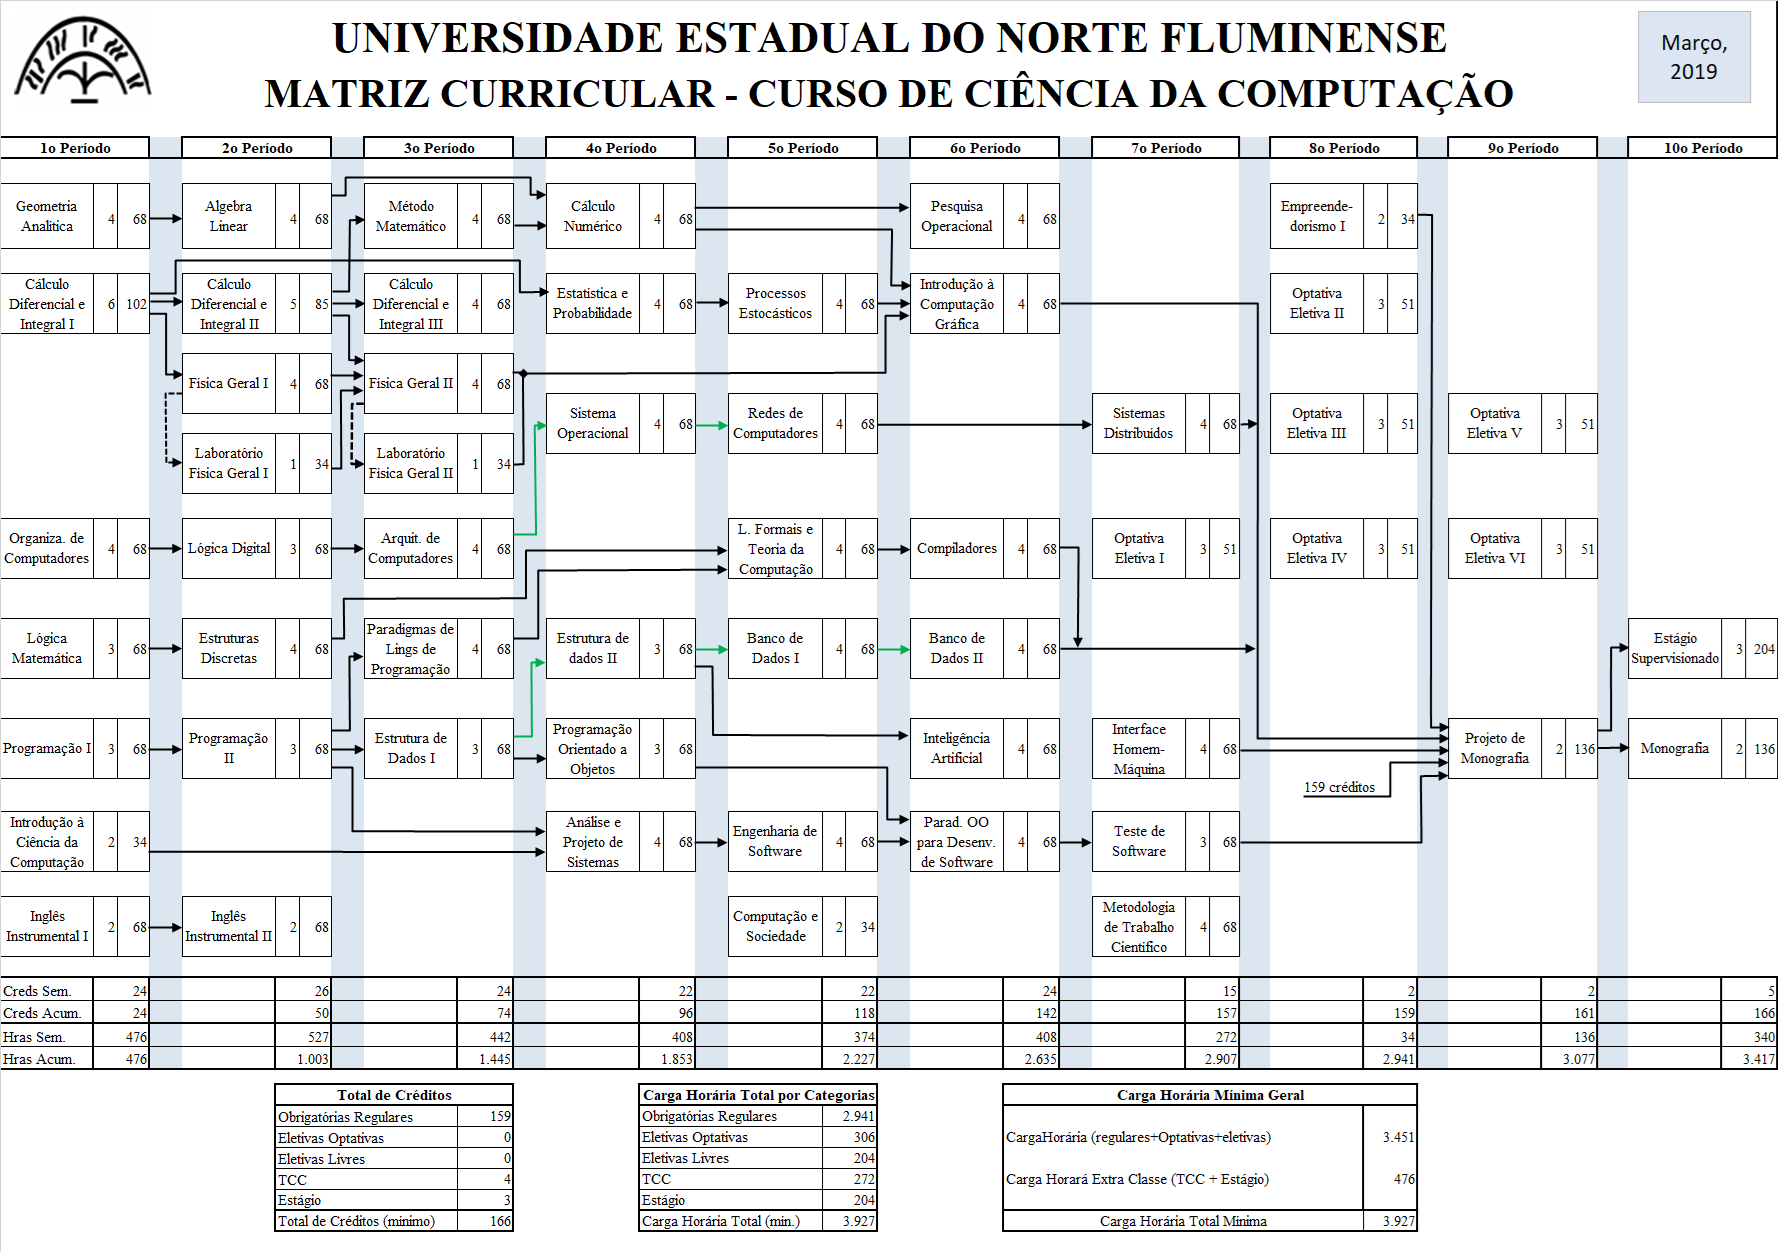 UNIVERSIDADE ESTADUAL DO NORTE FLUMINENSE
MATRIZ CURRICULAR - CURSO DE CIÊNCIA DA COMPUTAÇÃO
Março,
2019
1o Período 2o Período 3o Período 4o Período 5o Período 6o Período 7o Período 8o Período 9o Período 10o Período
Geometria
Analítica 4 68
Algebra
Linear 4 68
Método
Matemático 4 68
Cálculo
Numérico 4 68
Pesquisa
Operacional 4 68
Empreende-
dorismo I 2 34
Cálculo
Diferencial e
Integral I 6 102
Cálculo
Diferencial e
Integral II 5 85
Cálculo
Diferencial e
Integral III 4 68
Estatística e
Probabilidade 4 68
Processos
Estocásticos 4 68
Introdução à
Computação
Gráfica 4 68
Optativa
Eletiva II 3 51
Física Geral I 4 68
Física Geral II 4 68
Sistema
Operacional 4 68
Redes de
Computadores 4 68
Sistemas
Distribuidos 4 68
Optativa
Eletiva III 3 51
Optativa
Eletiva V 3 51
Laboratório
Física Geral I 1 34
Laboratório
Física Geral II 1 34
Organiza. de
Computadores 4 68
Lógica Digital 3 68
Arquit. de
Computadores 4 68
L. Formais e
Teoria da
Computação 4 68
Compiladores 4 68
Optativa
Eletiva I 3 51
Optativa
Eletiva IV 3 51
Optativa
Eletiva VI 3 51
Lógica
Matemática 3 68
Estruturas
Discretas 4 68
Paradigmas de
Lings de
Programação 4 68
Estrutura de
dados II 3 68
Banco de
Dados I 4 68
Banco de
Dados II 4 68
Estágio
Supervisionado 3 204
Programação I 3 68
Programação
II 3 68
Estrutura de
Dados I 3 68
Programação
Orientado a
Objetos 3 68
Inteligência
Artificial 4 68
Interface
Homem-
Máquina 4 68
Projeto de
Monografia 2 136
Monografia 2 136
159 créditos
Introdução à
Ciência da
Computação 2 34
Análise e
Projeto de
Sistemas 4 68
Engenharia de
Software 4 68
Parad. OO
para Desenv.
de Software 4 68
Teste de
Software 3 68
Inglês
Instrumental I 2 68
Inglês
Instrumental II 2 68
Computação e
Sociedade 2 34
Metodologia
de Trabalho
Científico 4 68
Creds Sem. 24 26 24 22 22 24 15 2 2 5
Creds Acum. 24 50 74 96 118 142 157 159 161 166
Hras Sem. 476 527 442 408 374 408 272 34 136 340
Hras Acum. 476 1.003 1.445 1.853 2.227 2.635 2.907 2.941 3.077 3.417
Total de Créditos
Obrigatórias Regulares 159
Eletivas Optativas 0
Eletivas Livres 0
TCC 4
Estágio 3
Total de Créditos (mínimo) 166
Carga Horária Total por Categorias
Obrigatórias Regulares 2.941
Eletivas Optativas 306
Eletivas Livres 204
TCC 272
Estágio 204
Carga Horária Total (mín.) 3.927
Carga Horária Mínima Geral
CargaHorária (regulares+Optativas+eletivas) 3.451
Carga Horará Extra Classe (TCC + Estágio) 476
Carga Horária Total Mínima 3.927